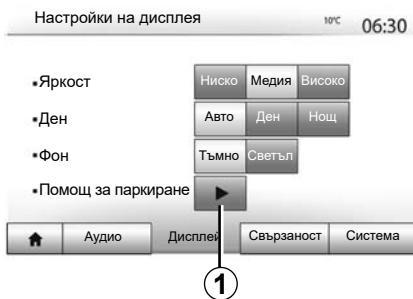 Настройки на дисплея 10°C 06:30
▪Яркост Ниско Медия Високо
▪Ден Авто Ден Нощ
▪Фон Тъмно Светъл
▪Помощ за паркиране
Аудио Дисплей Свързаност Система
1